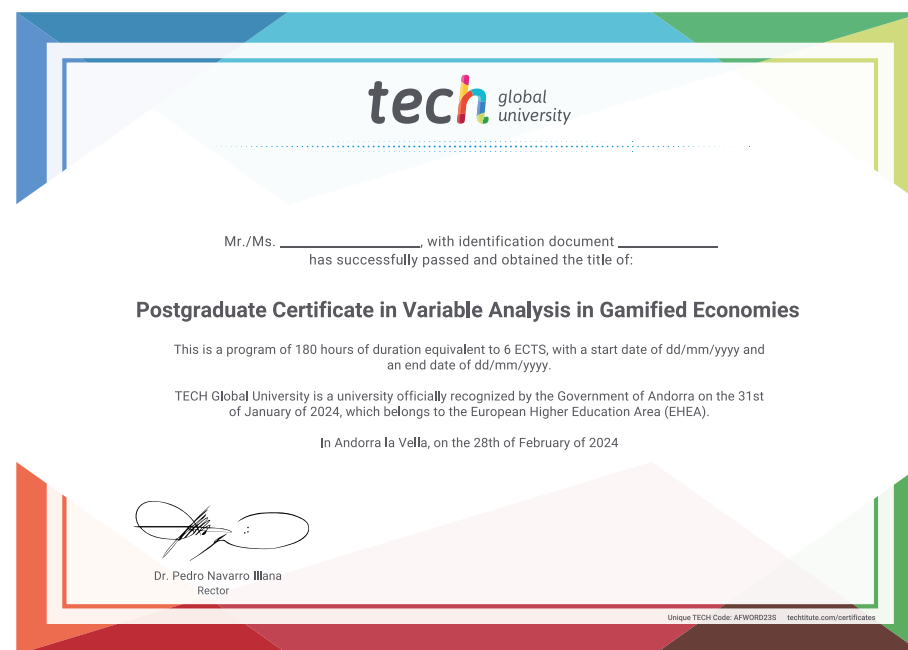 tech global university
Mr./Ms. ____________________, with identification document ______________
has successfully passed and obtained the title of:
Postgraduate Certificate in Variable Analysis in Gamified Economies
This is a program of 180 hours of duration equivalent to 6 ECTS, with a start date of dd/mm/yyyy and
an end date of dd/mm/yyyy.
TECH Global University is a university officially recognized by the Government of Andorra on the 31st
of January of 2024, which belongs to the European Higher Education Area (EHEA).
In Andorra la Vella, on the 28th of February of 2024
Dr. Pedro Navarro Illana
Rector
Unique TECH Code: AFWORD23S techtitute.com/certificates